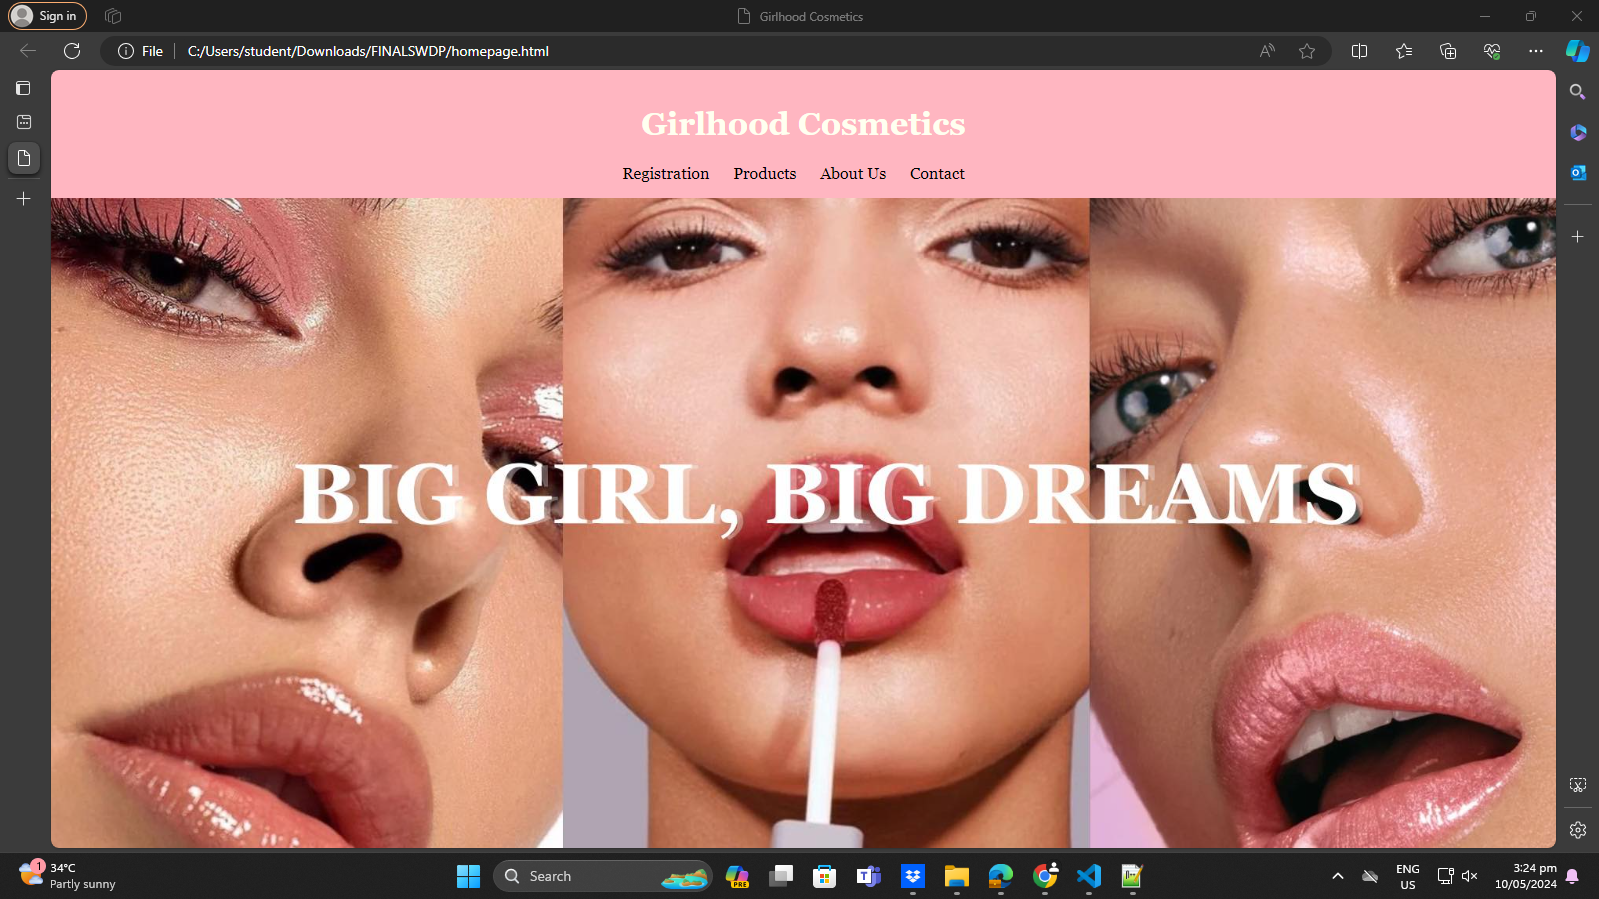 Sign in
Girlhood Cosmetics
File
C:/Users/student/Downloads/FINALSWDP/homepage.html
Girlhood Cosmetics
Registration Products About Us Contact
BIG GIRL, BIG DREAMS
1
34°C
Partly sunny
Search
PRE
ENG
US
3:24 pm
10/05/2024